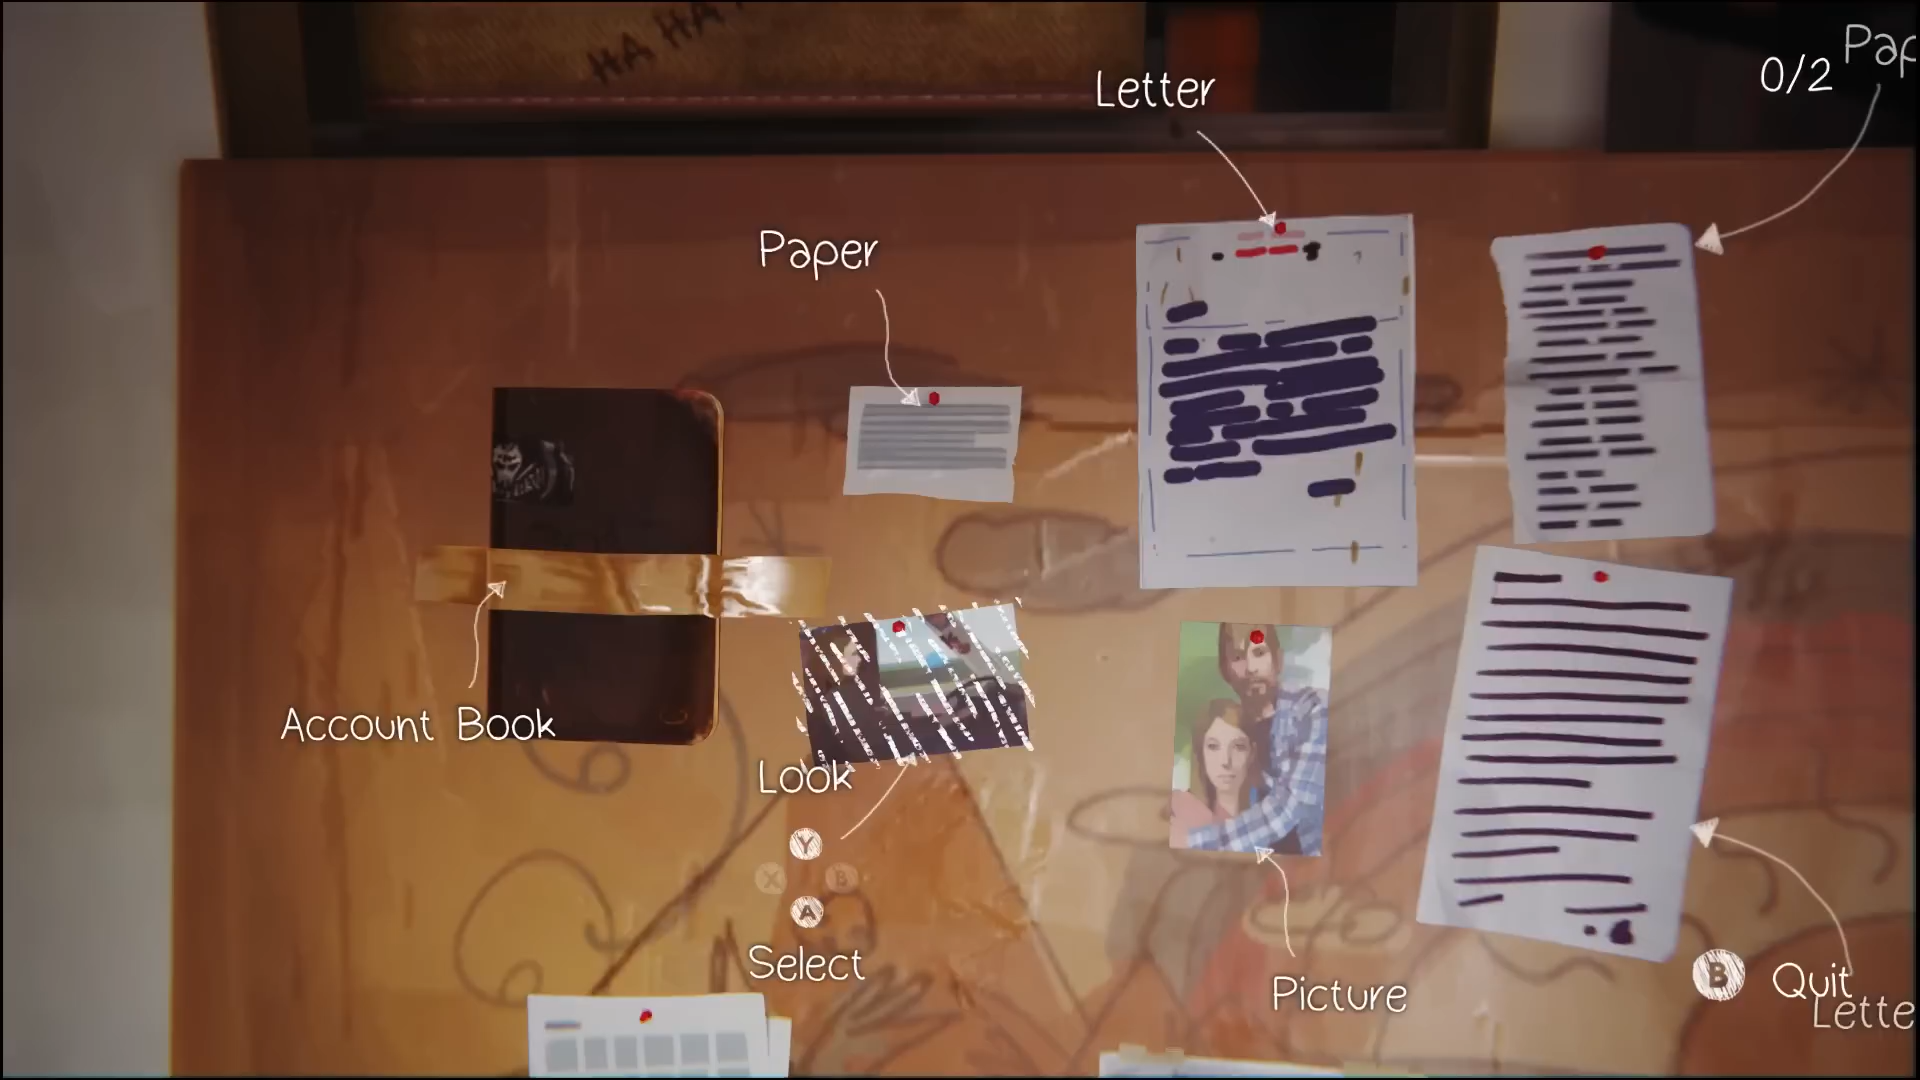 HA HA
Pap
0/2
Letter
Paper
Account Book
Look
Y
X
B
A
Select
Picture
B
Quit
Lette